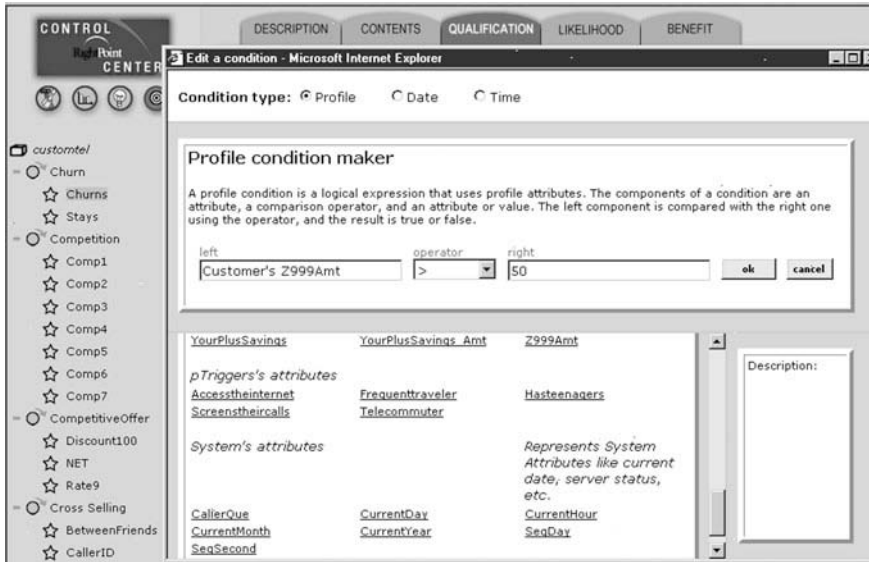 CONTROL
RightPoint
CENTER
DESCRIPTION
CONTENTS
QUALIFICATION
LIKELIHOOD
BENEFIT
Edit a condition - Microsoft Internet Explorer
Condition type: Profile Date Time
customtel
Churn
Churns
Stays
Competition
Comp1
Comp2
Comp3
Comp4
Comp5
Comp6
Comp7
CompetitiveOffer
Discount100
NET
Rate9
Cross Selling
BetweenFriends
CallerID
Profile condition maker
A profile condition is a logical expression that uses profile attributes. The components of a condition are an
attribute, a comparison operator, and an attribute or value. The left component is compared with the right one
using the operator, and the result is true or false.
left operator right
Customer's Z999Amt > 50 ok cancel
YourPlusSavings YourPlusSavings_Amt Z999Amt
pTriggers's attributes
Accesstheinternet Frequenttraveler Hasteenagers
Screenstheircalls Telecommuter
System's attributes Represents System
Attributes like current
date, server status,
etc.
CallerQue CurrentDay CurrentHour
CurrentMonth CurrentYear SeqDay
SeqSecond
Description: